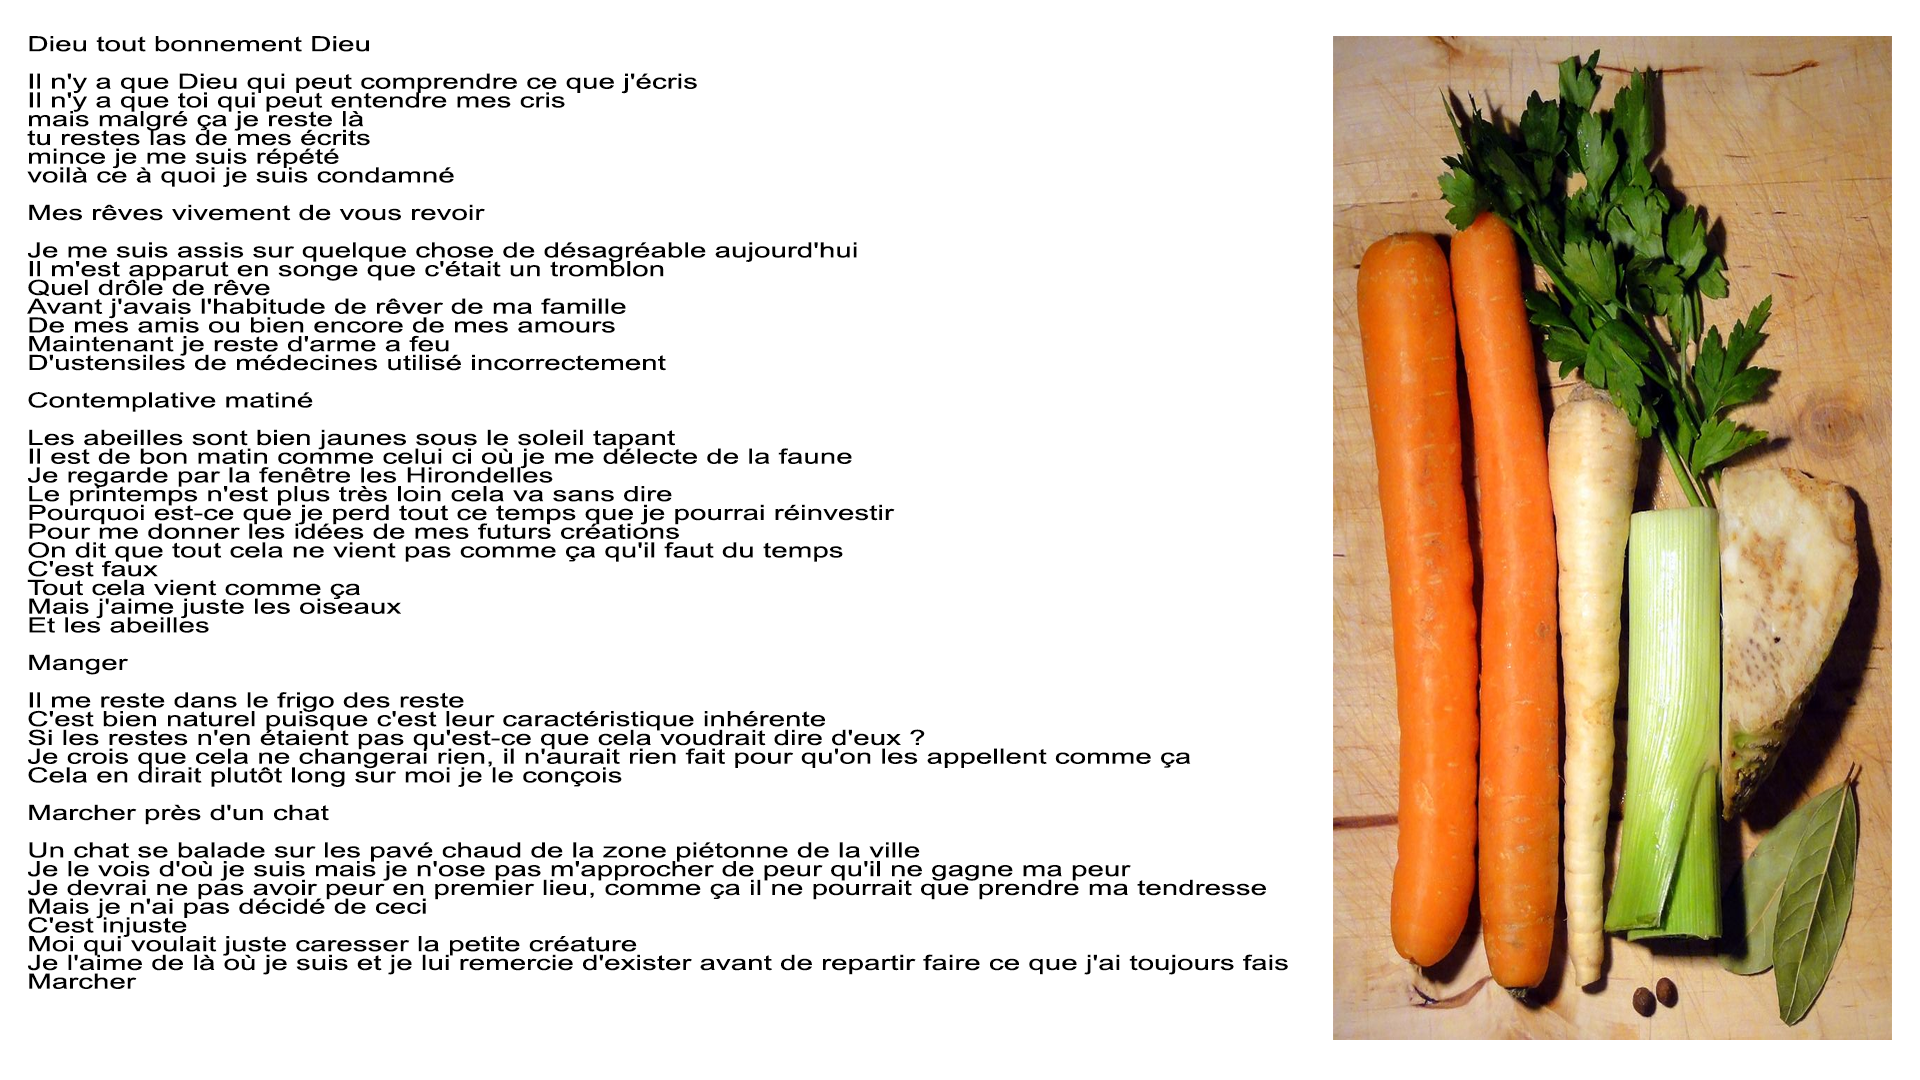 Dieu tout bonnement Dieu
Il n'y a que Dieu qui peut comprendre ce que j'écris
Il n'y a que toi qui peut entendre mes cris
mais malgré ça je reste là
tu restes las de mes écrits
mince je me suis répété
voilà ce à quoi je suis condamné
Mes rêves vivement de vous revoir
Je me suis assis sur quelque chose de désagréable aujourd'hui
Il m'est apparut en songe que c'était un tromblon
Quel drôle de rêve
Avant j'avais l'habitude de rêver de ma famille
De mes amis ou bien encore de mes amours
Maintenant je reste d'arme a feu
D'ustensiles de médecines utilisé incorrectement
Contemplative matiné
Les abeilles sont bien jaunes sous le soleil tapant
Il est de bon matin comme celui ci où je me délecte de la faune
Je regarde par la fenêtre les Hirondelles
Le printemps n'est plus très loin cela va sans dire
Pourquoi est-ce que je perd tout ce temps que je pourrai réinvestir
Pour me donner les idées de mes futurs créations
On dit que tout cela ne vient pas comme ça qu'il faut du temps
C'est faux
Tout cela vient comme ça
Mais j'aime juste les oiseaux
Et les abeilles
Manger
Il me reste dans le frigo des reste
C'est bien naturel puisque c'est leur caractéristique inhérente
Si les restes n'en étaient pas qu'est-ce que cela voudrait dire d'eux ?
Je crois que cela ne changerai rien, il n'aurait rien fait pour qu'on les appellent comme ça
Cela en dirait plutôt long sur moi je le conçois
Marcher près d'un chat
Un chat se balade sur les pavé chaud de la zone piétonne de la ville
Je le vois d'où je suis mais je n'ose pas m'approcher de peur qu'il ne gagne ma peur
Je devrai ne pas avoir peur en premier lieu, comme ça il ne pourrait que prendre ma tendresse
Mais je n'ai pas décidé de ceci
C'est injuste
Moi qui voulait juste caresser la petite créature
Je l'aime de là où je suis et je lui remercie d'exister avant de repartir faire ce que j'ai toujours fais
Marcher